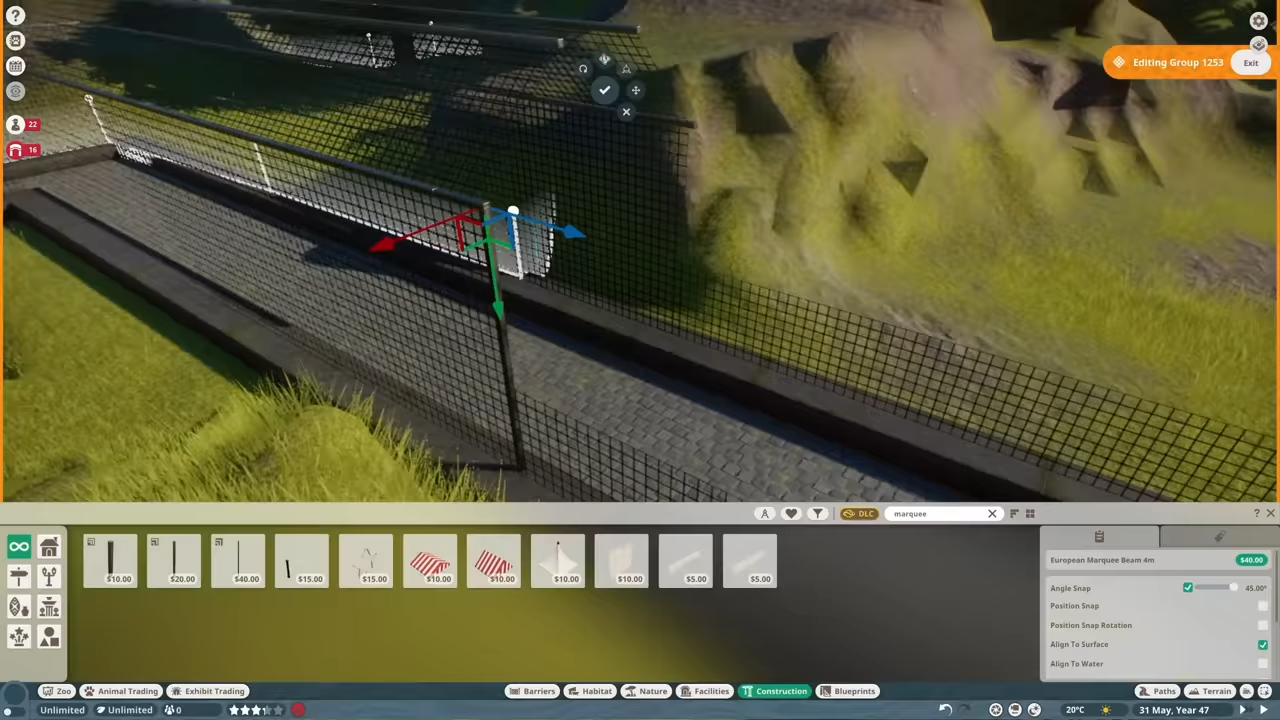 ?
Editing Group 1253
Exit
22
16
DLC
marquee
?
$10.00
$20.00
$40.00
$15.00
$15.00
$10.00
$10.00
$10.00
$10.00
$5.00
$5.00
European Marquee Beam 4m
$40.00
Angle Snap
45.00°
Position Snap
Position Snap Rotation
Align To Surface
Align To Water
Zoo
Animal Trading
Exhibit Trading
Barriers
Habitat
Nature
Facilities
Construction
Blueprints
Paths
Terrain
Unlimited
Unlimited
0
20°C
31 May, Year 47